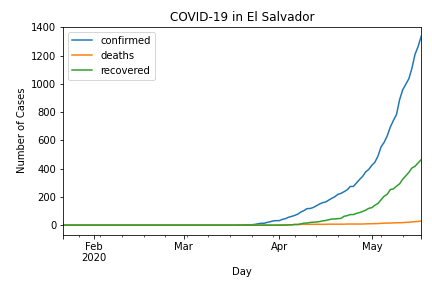 COVID-19 in El Salvador
confirmed
deaths
recovered
1400
1200
1000
800
600
400
200
0
Number of Cases
Feb
2020
Mar
Apr
May
Day